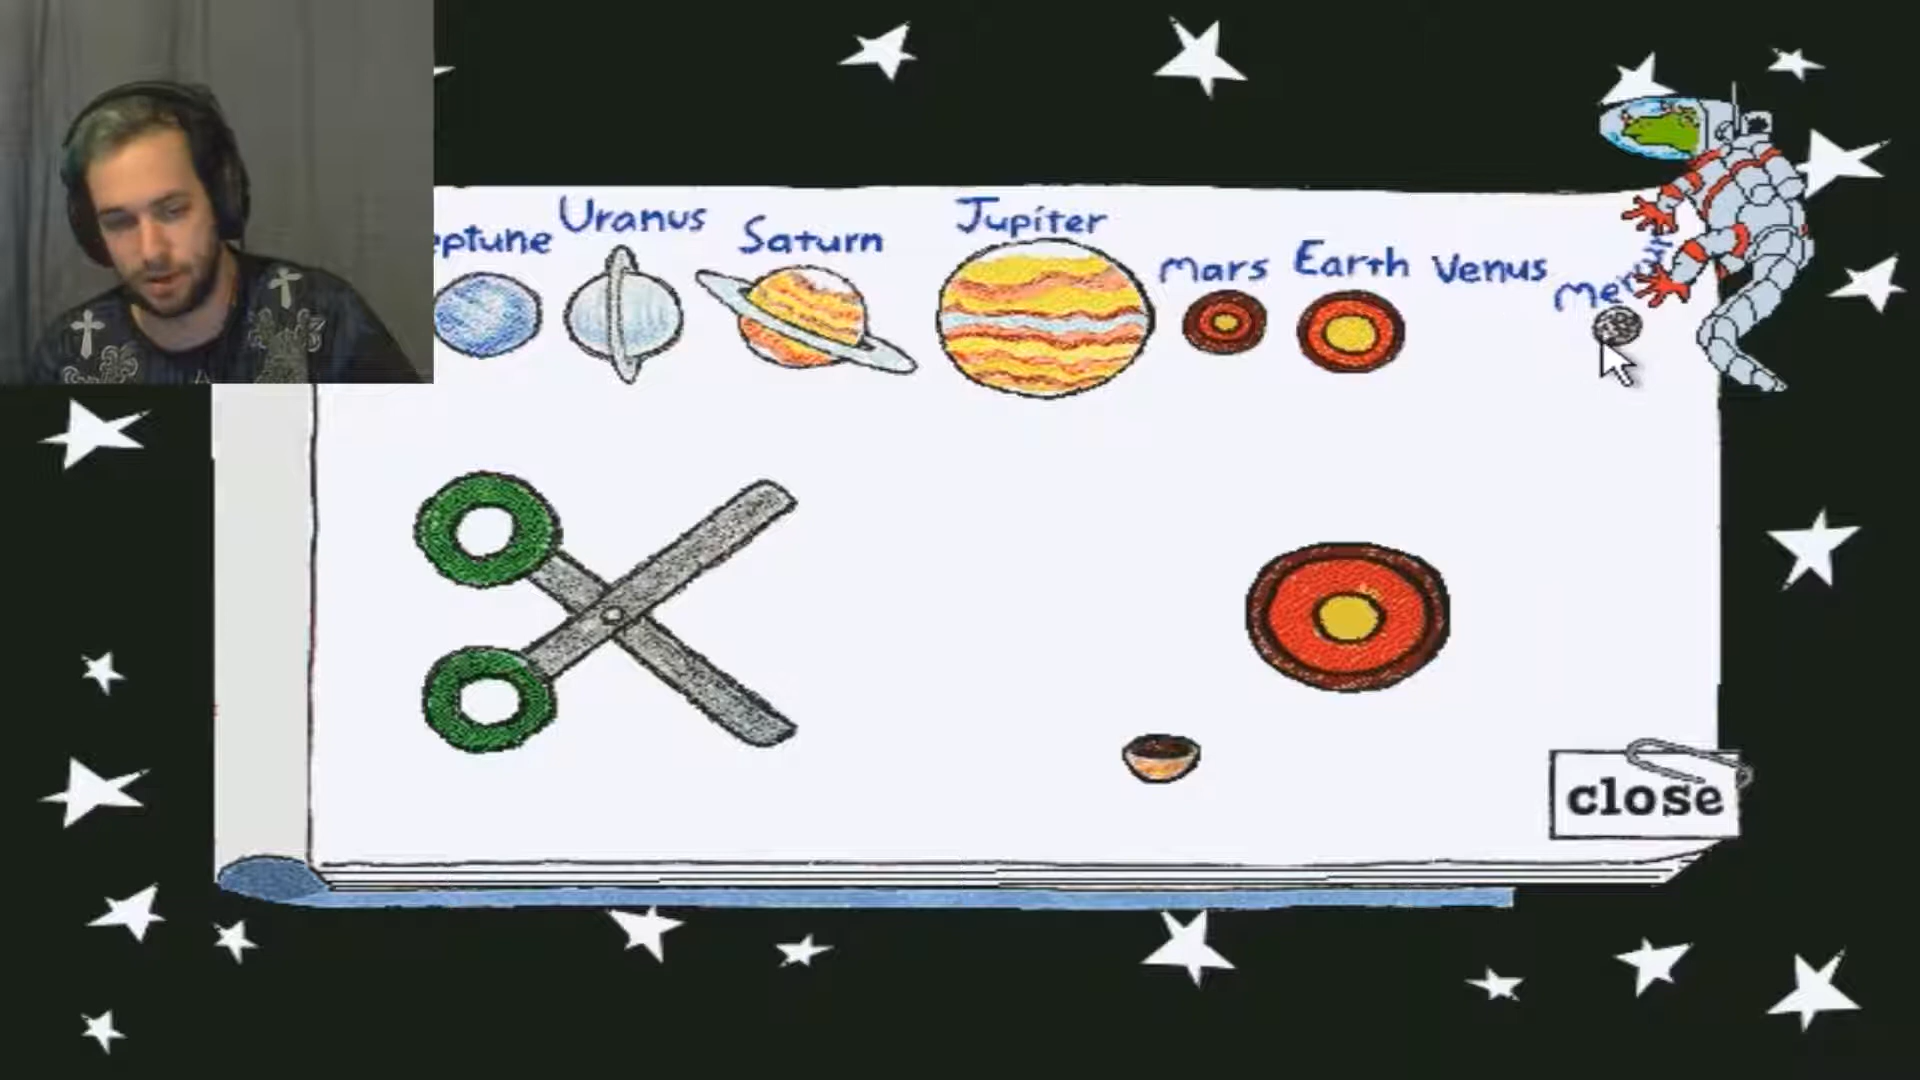 eptune
Uranus
Saturn
Jupiter
Mars
Earth
Venus
close